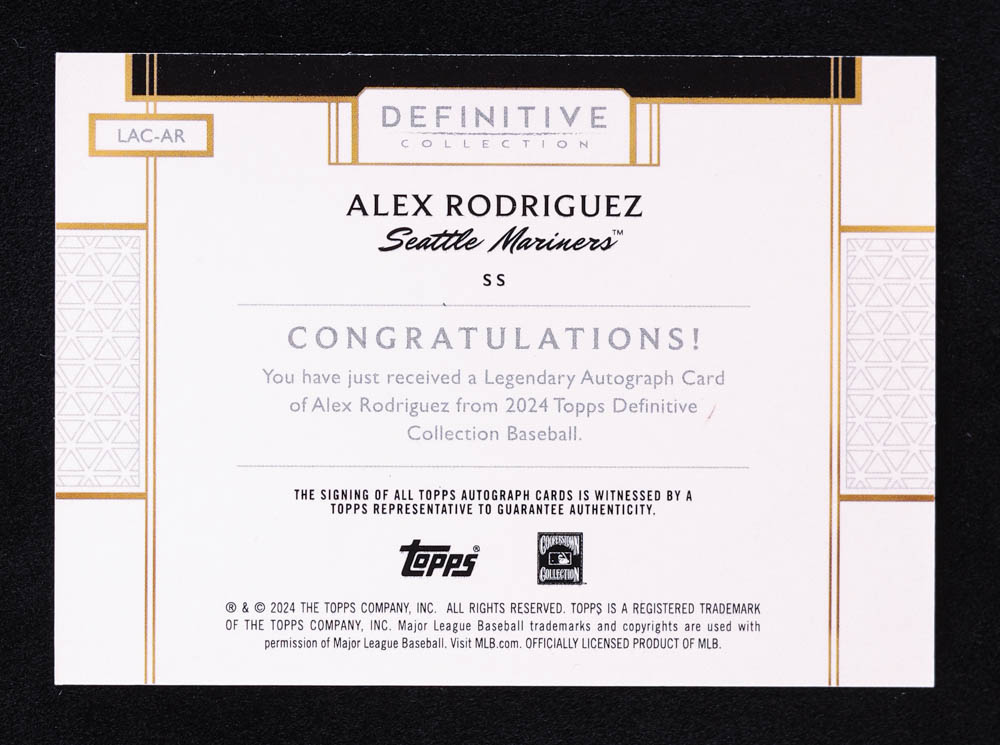 DEFINITIVE
COLLECTION
LAC-AR
ALEX RODRIGUEZ
Seattle Mariners™
SS
CONGRATULATIONS!
You have just received a Legendary Autograph Card
of Alex Rodriguez from 2024 Topps Definitive
Collection Baseball.
THE SIGNING OF ALL TOPPS AUTOGRAPH CARDS IS WITNESSED BY A
TOPPS REPRESENTATIVE TO GUARANTEE AUTHENTICITY.
topps®
COOPERSTOWN
COLLECTION
® & © 2024 THE TOPPS COMPANY, INC. ALL RIGHTS RESERVED. TOPPS IS A REGISTERED TRADEMARK
OF THE TOPPS COMPANY, INC. Major League Baseball trademarks and copyrights are used with
permission of Major League Baseball. Visit MLB.com. OFFICIALLY LICENSED PRODUCT OF MLB.